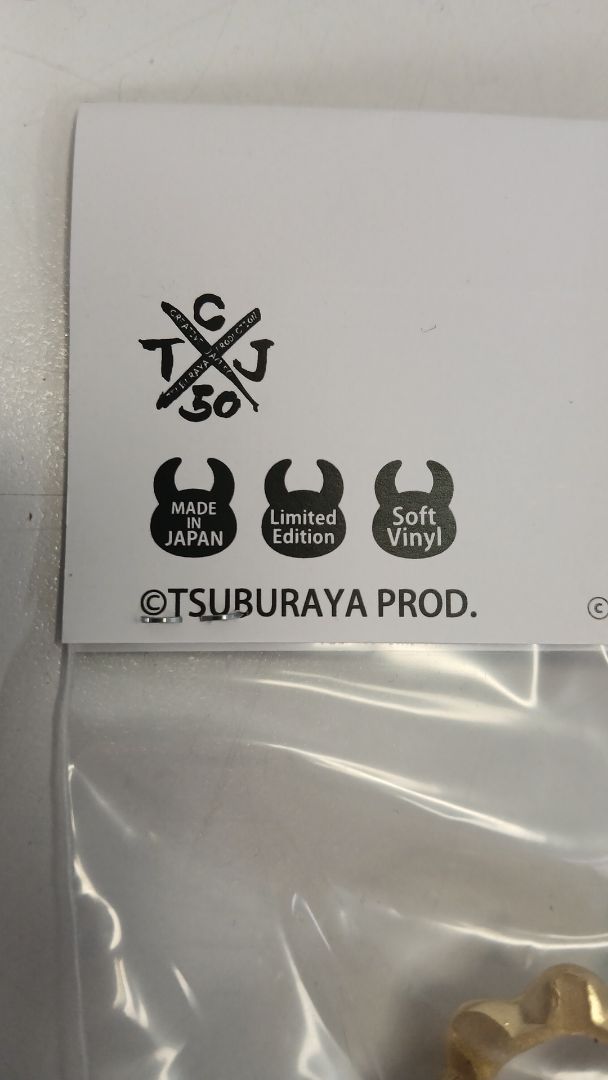 C
T J
50
MADE
IN
JAPAN
Limited
Edition
Soft
Vinyl
©TSUBURAYA PROD.
©